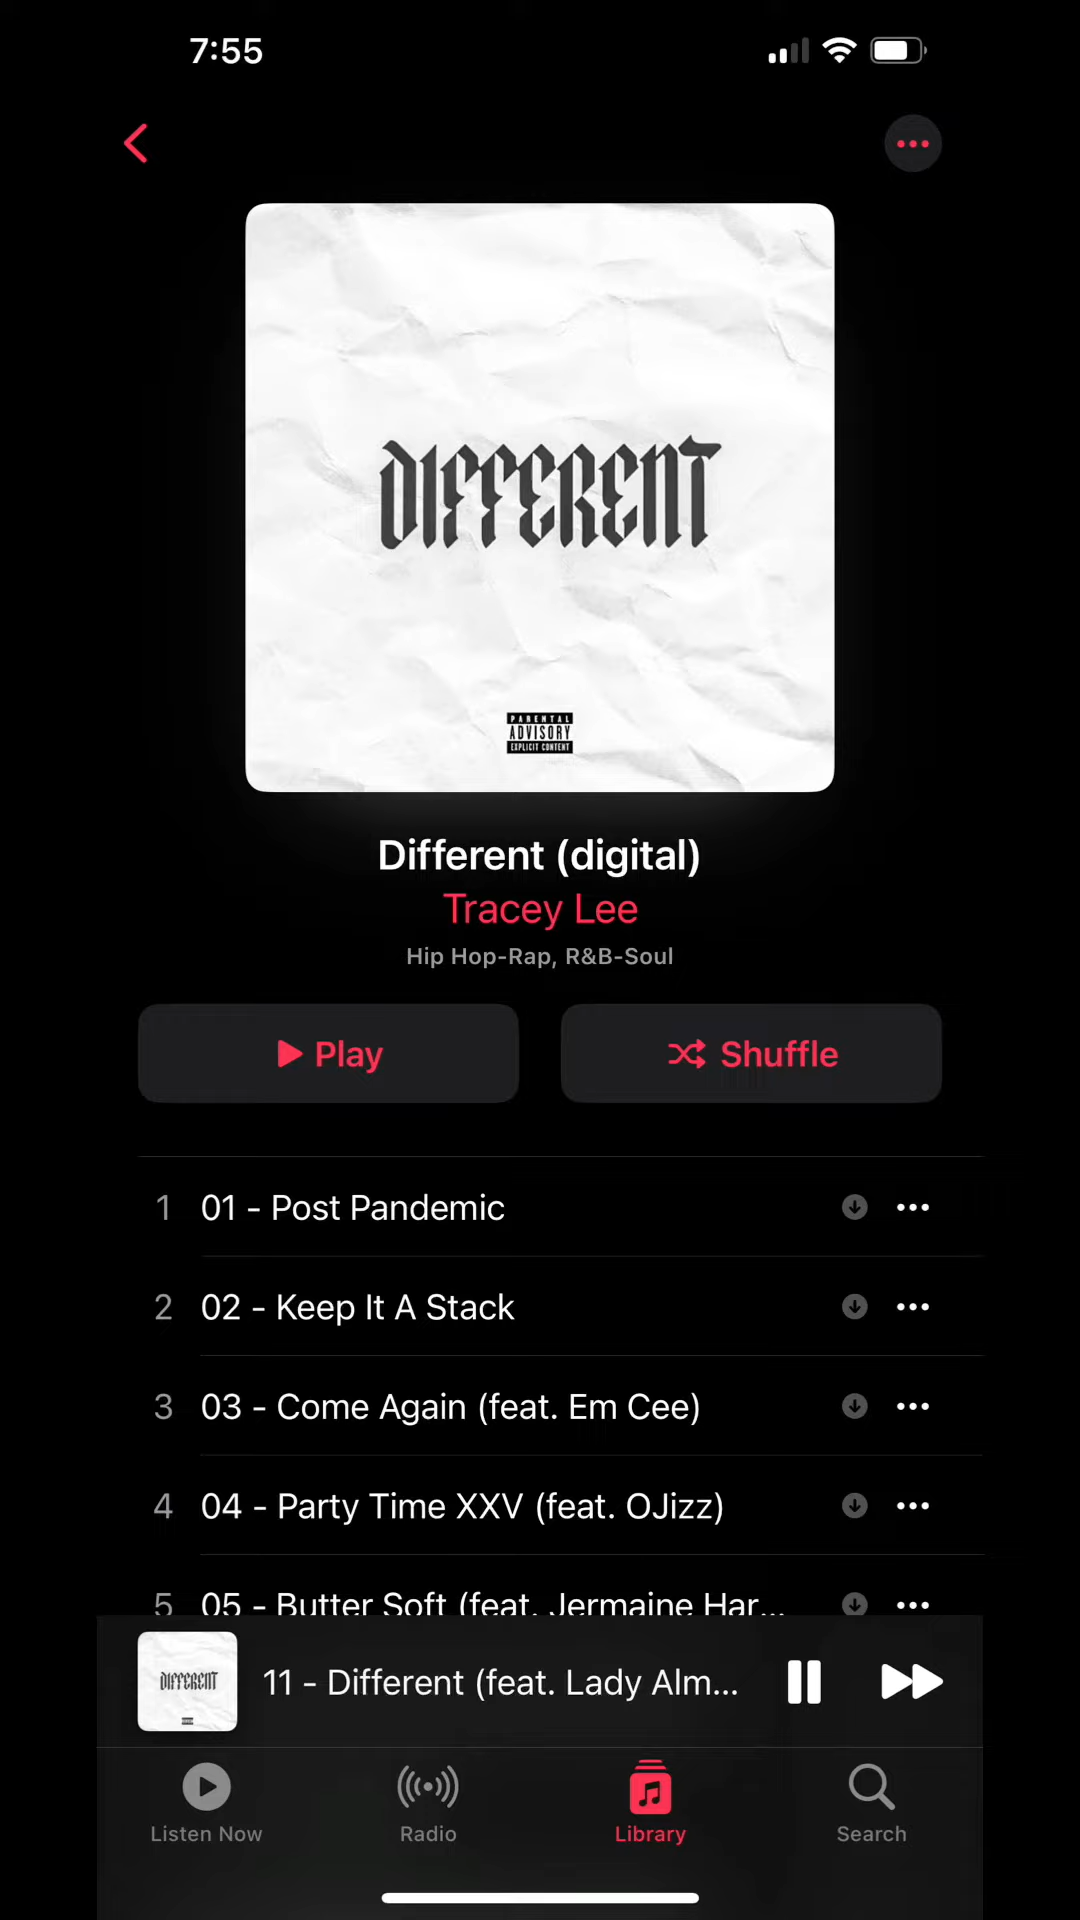 7:55
DIFFERENT
PARENTAL
ADVISORY
EXPLICIT CONTENT
Different (digital)
Tracey Lee
Hip Hop-Rap, R&B-Soul
Play
Shuffle
1 01 - Post Pandemic
2 02 - Keep It A Stack
3 03 - Come Again (feat. Em Cee)
4 04 - Party Time XXV (feat. OJizz)
5 05 - Butter Soft (feat. Jermaine Har...
DIFFERENT
11 - Different (feat. Lady Alm...
Listen Now
Radio
Library
Search